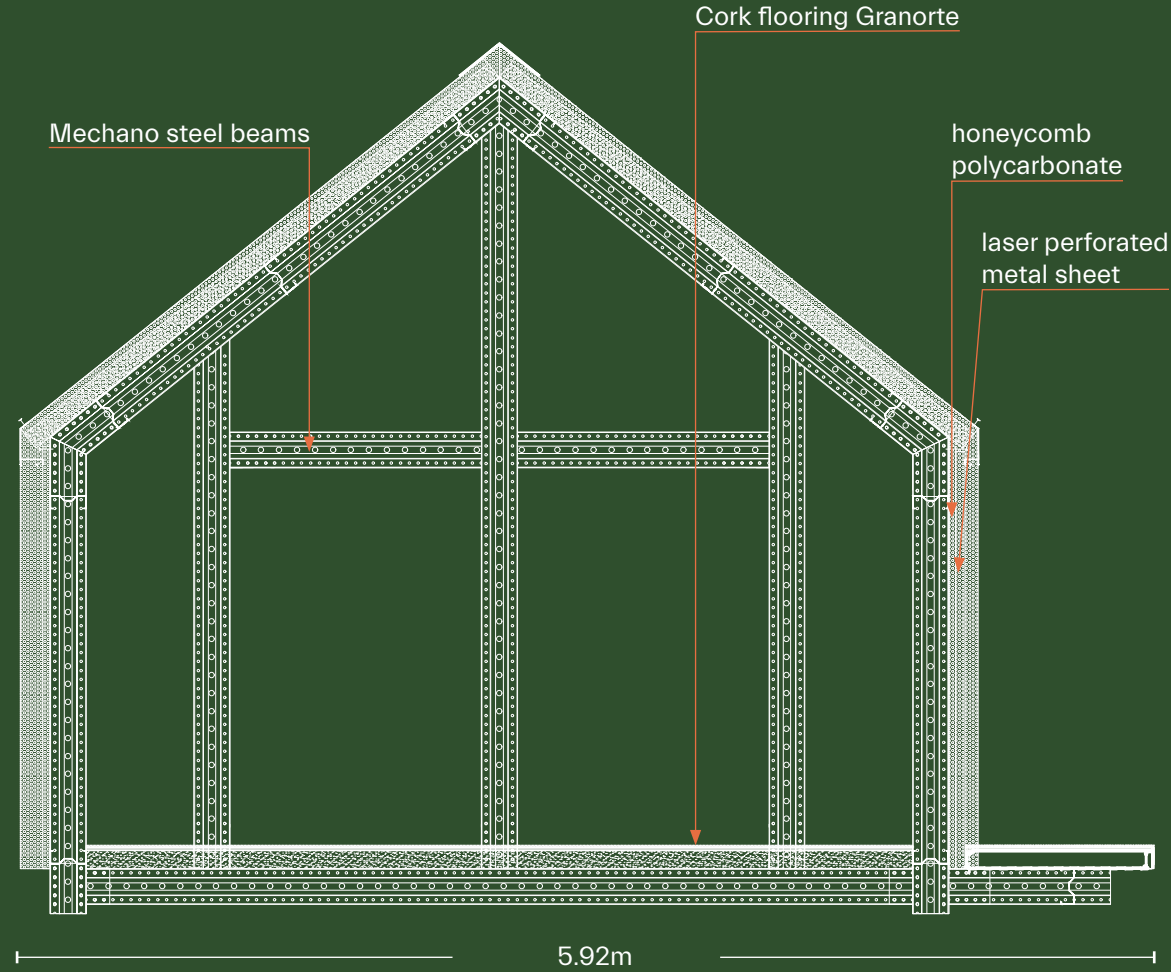 Cork flooring Granorte
Mechano steel beams
honeycomb
polycarbonate
laser perforated
metal sheet
5.92m